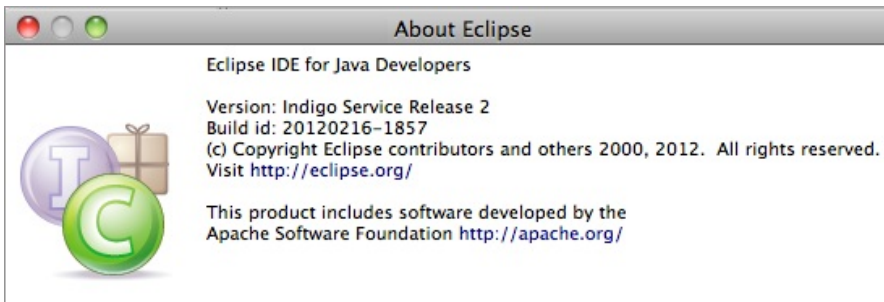 About Eclipse
Eclipse IDE for Java Developers
Version: Indigo Service Release 2
Build id: 20120216-1857
(c) Copyright Eclipse contributors and others 2000, 2012.  All rights reserved.
Visit http://eclipse.org/
This product includes software developed by the
Apache Software Foundation http://apache.org/
I
C